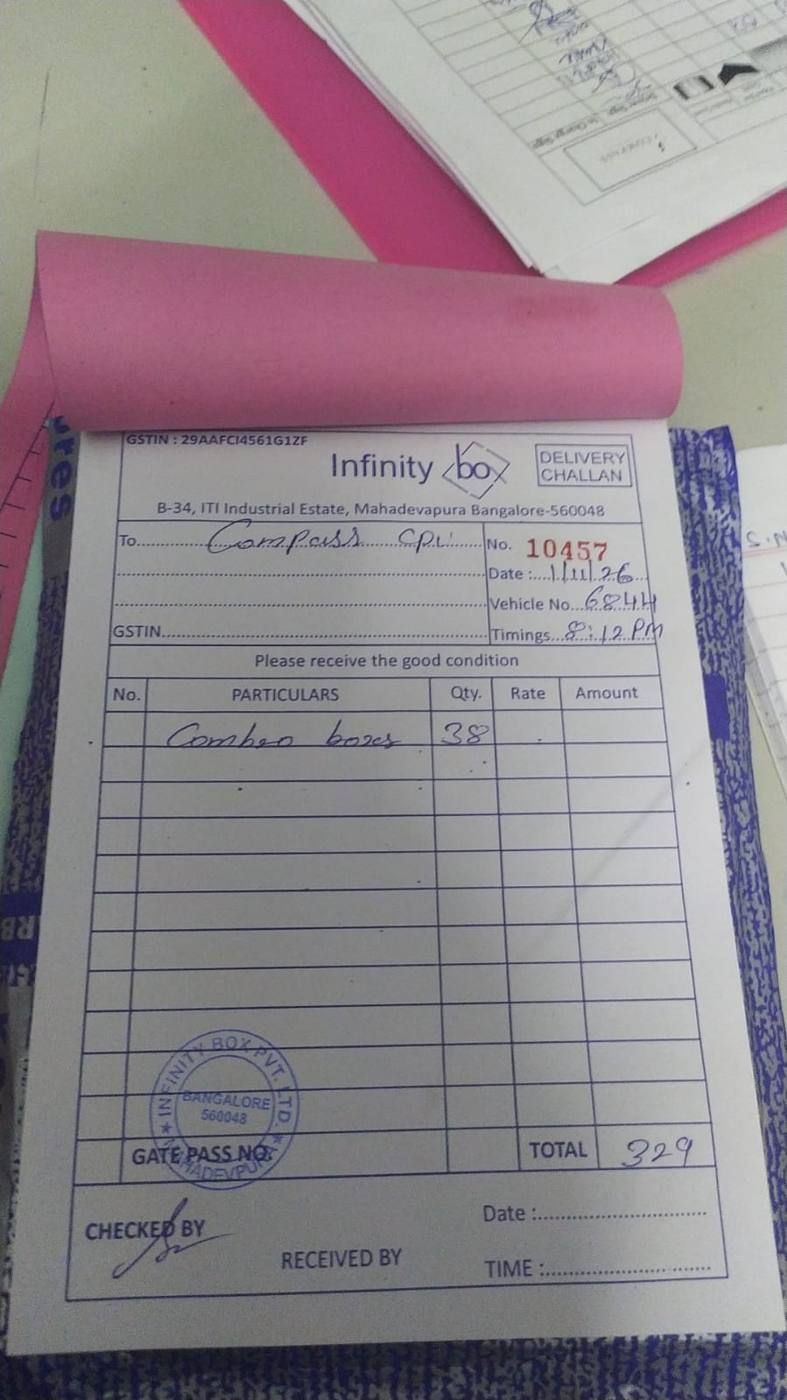 ures
GSTIN : 29AAFCI4561G1ZF
Infinity box
DELIVERY
CHALLAN
B-34, ITI Industrial Estate, Mahadevapura Bangalore-560048
To. Compass CPU
No. 10457
Date : 1/11/26
Vehicle No. 6844
GSTIN
Timings 8:12 PM
Please receive the good condition
No. PARTICULARS Qty. Rate Amount
Combeo boxes 38
INFINITY BOX PVT. LTD.
BANGALORE
560048
MAHADEVPURA
GATE PASS NO. TOTAL 329
CHECKED BY
Date :
RECEIVED BY
TIME :